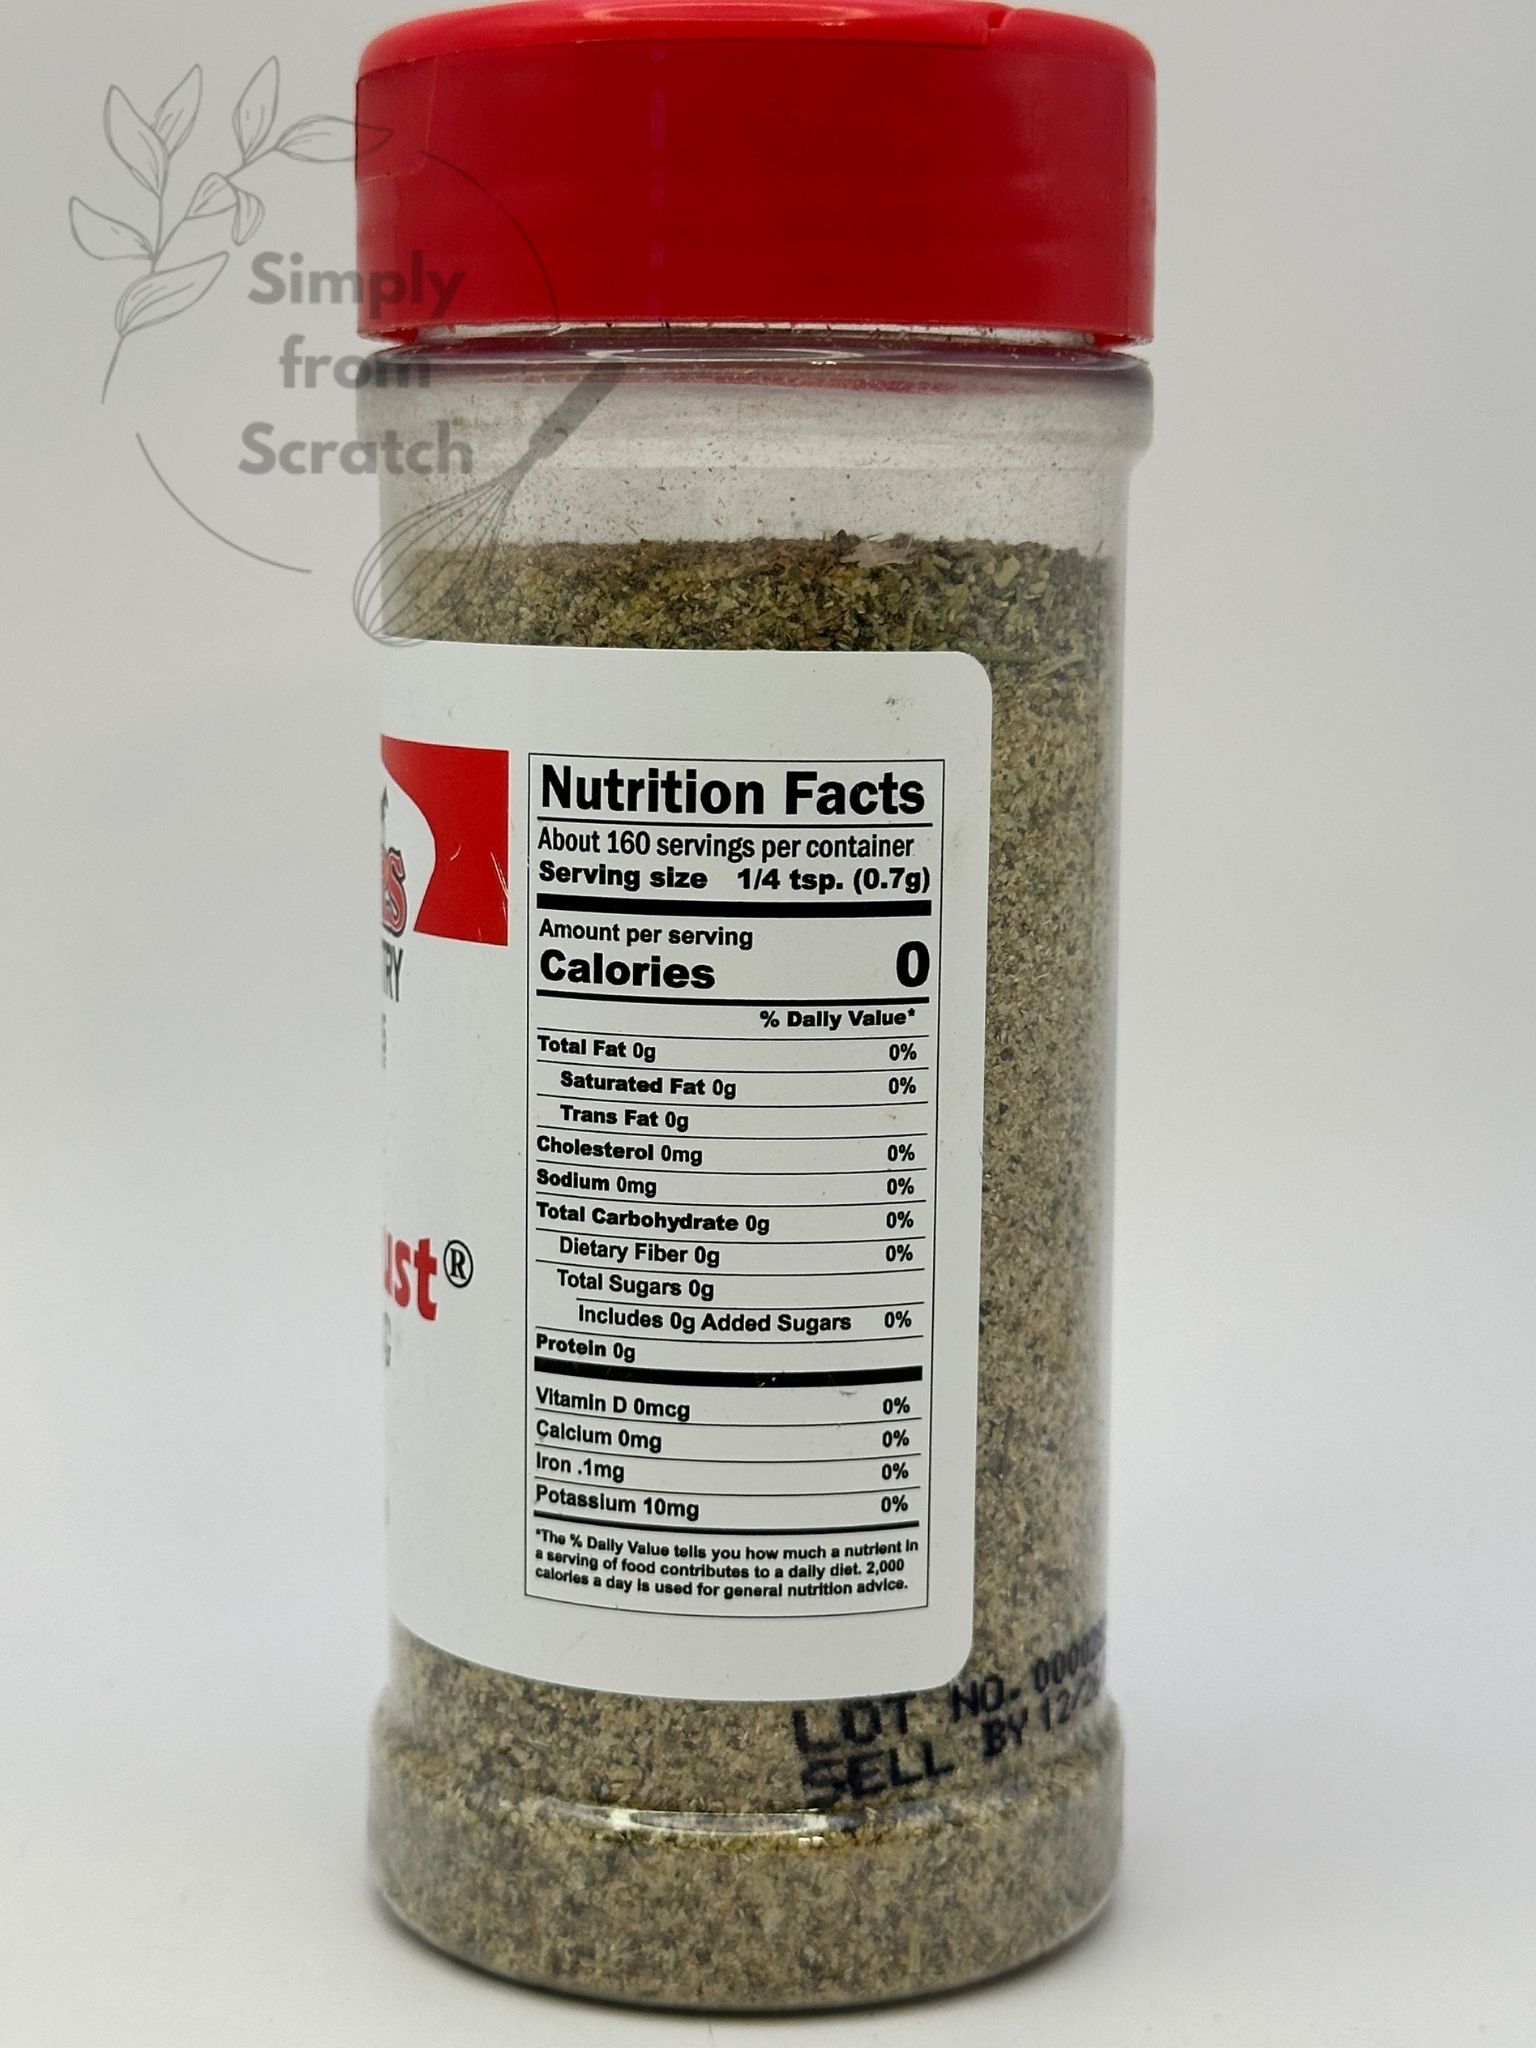 Simply
from
Scratch
Nutrition Facts
About 160 servings per container
Serving size 1/4 tsp. (0.7g)
Amount per serving
Calories 0
% Daily Value*
Total Fat 0g 0%
Saturated Fat 0g 0%
Trans Fat 0g
Cholesterol 0mg 0%
Sodium 0mg 0%
Total Carbohydrate 0g 0%
Dietary Fiber 0g 0%
Total Sugars 0g
Includes 0g Added Sugars 0%
Protein 0g
Vitamin D 0mcg 0%
Calcium 0mg 0%
Iron .1mg 0%
Potassium 10mg 0%
*The % Daily Value tells you how much a nutrient in
a serving of food contributes to a daily diet. 2,000
calories a day is used for general nutrition advice.
ust®
LOT NO.
SELL BY